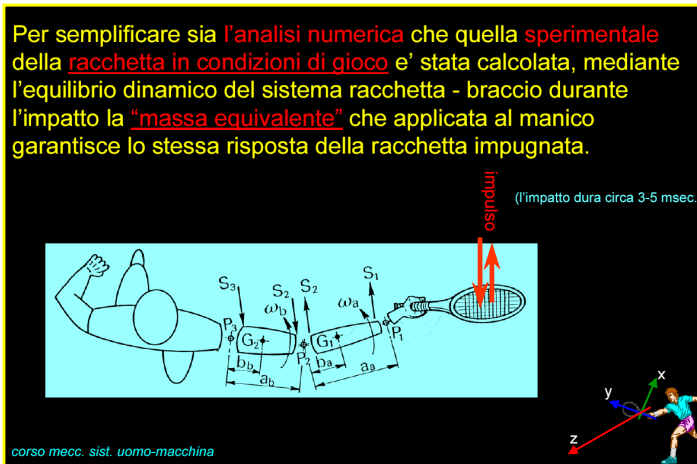 Per semplificare sia l'analisi numerica che quella sperimentale
della racchetta in condizioni di gioco e' stata calcolata, mediante
l'equilibrio dinamico del sistema racchetta - braccio durante
l'impatto la "massa equivalente" che applicata al manico
garantisce lo stessa risposta della racchetta impugnata.
impulso
(l'impatto dura circa 3-5 msec.
S3
S2
S2
S1
ωb
ωa
P3
G2
P2
G1
P1
bb
ba
ab
aa
x
y
z
corso mecc. sist. uomo-macchina